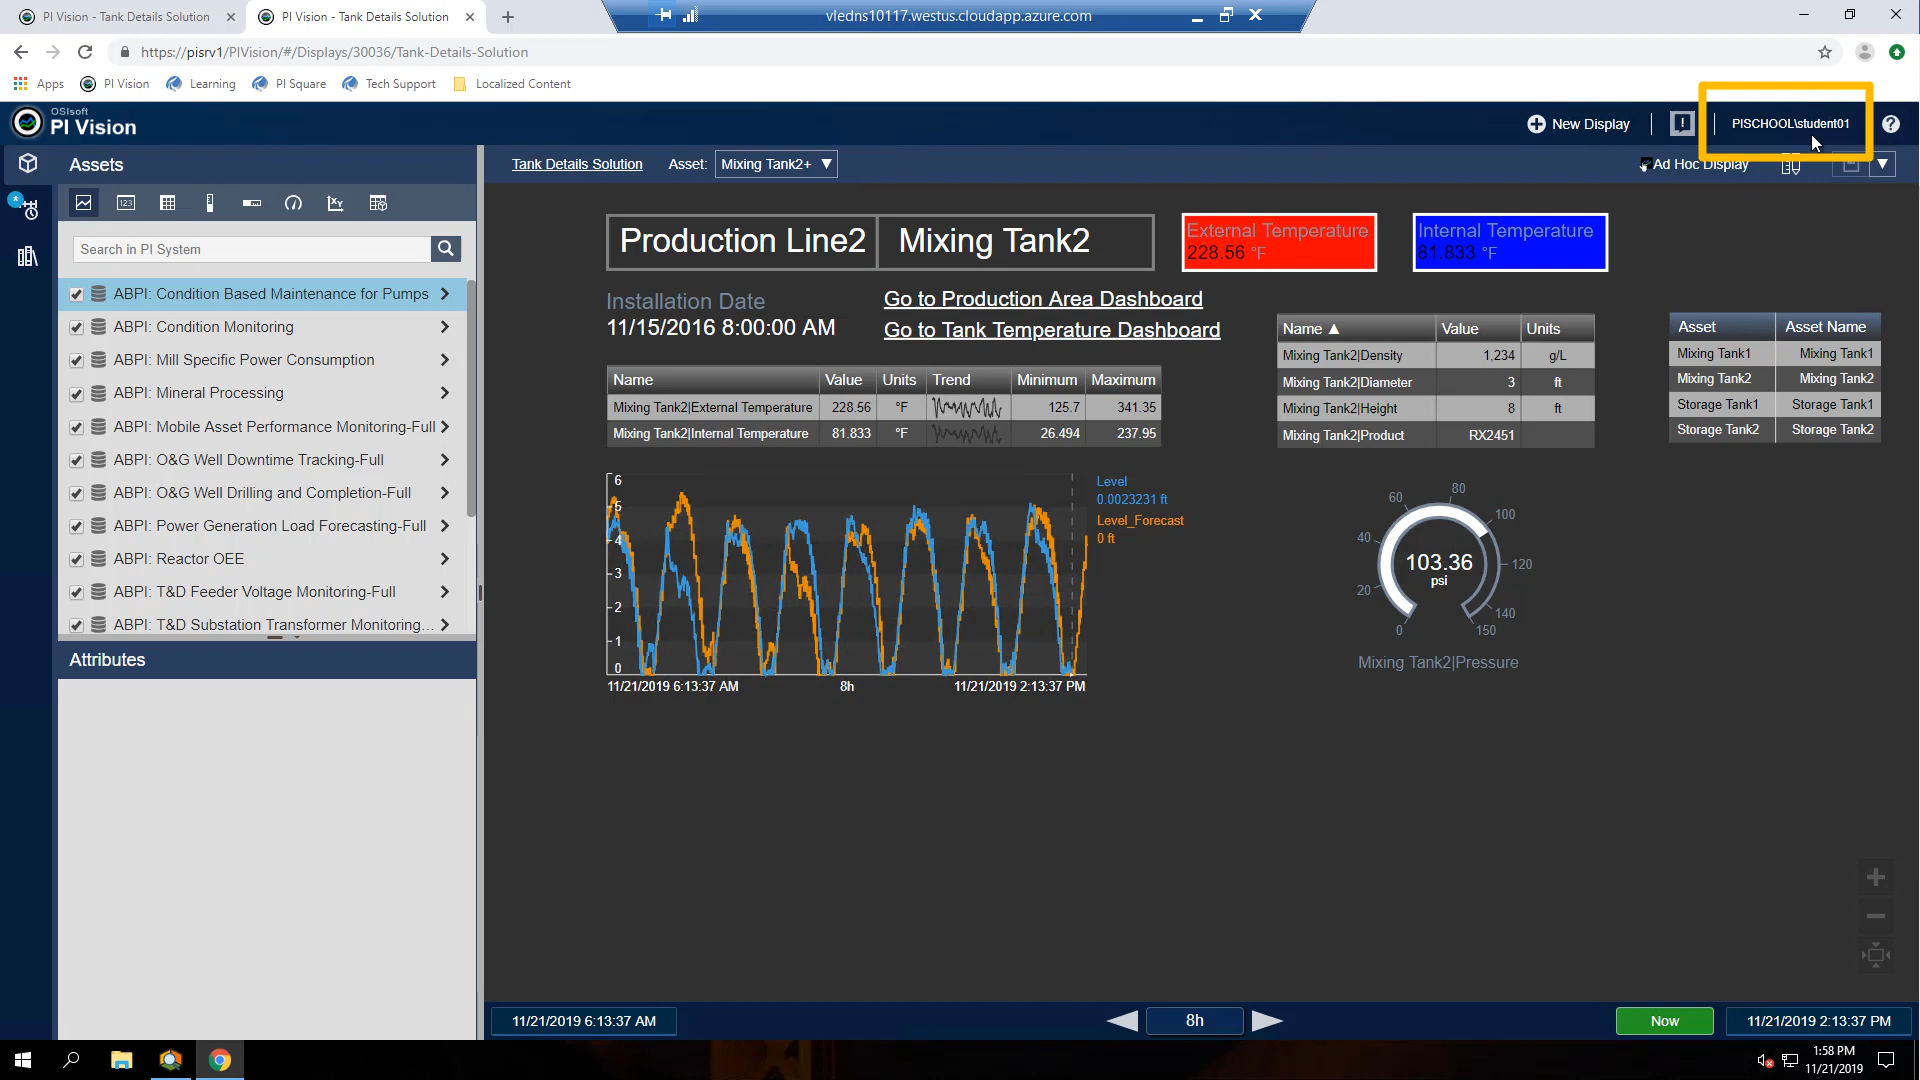 PI Vision - Tank Details Solution
PI Vision - Tank Details Solution
vledns10117.westus.cloudapp.azure.com
https://pisrv1/PIVision/#/Displays/30036/Tank-Details-Solution
Apps PI Vision Learning PI Square Tech Support Localized Content
OSIsoft
PI Vision
New Display
PISCHOOL\student01
Assets
Tank Details Solution Asset: Mixing Tank2+
Ad Hoc Display
Search in PI System
ABPI: Condition Based Maintenance for Pumps
ABPI: Condition Monitoring
ABPI: Mill Specific Power Consumption
ABPI: Mineral Processing
ABPI: Mobile Asset Performance Monitoring-Full
ABPI: O&G Well Downtime Tracking-Full
ABPI: O&G Well Drilling and Completion-Full
ABPI: Power Generation Load Forecasting-Full
ABPI: Reactor OEE
ABPI: T&D Feeder Voltage Monitoring-Full
ABPI: T&D Substation Transformer Monitoring...
Attributes
Production Line2 Mixing Tank2
External Temperature
228.56 °F
Internal Temperature
81.833 °F
Installation Date
11/15/2016 8:00:00 AM
Go to Production Area Dashboard
Go to Tank Temperature Dashboard
Name Value Units Trend Minimum Maximum
Mixing Tank2|External Temperature 228.56 °F 125.7 341.35
Mixing Tank2|Internal Temperature 81.833 °F 26.494 237.95
Name ▲ Value Units
Mixing Tank2|Density 1,234 g/L
Mixing Tank2|Diameter 3 ft
Mixing Tank2|Height 8 ft
Mixing Tank2|Product RX2451
Asset Asset Name
Mixing Tank1 Mixing Tank1
Mixing Tank2 Mixing Tank2
Storage Tank1 Storage Tank1
Storage Tank2 Storage Tank2
6
5
4
3
2
1
0
11/21/2019 6:13:37 AM 8h 11/21/2019 2:13:37 PM
Level
0.0023231 ft
Level_Forecast
0 ft
0
20
40
60
80
100
120
140
150
103.36
psi
Mixing Tank2|Pressure
11/21/2019 6:13:37 AM 8h Now 11/21/2019 2:13:37 PM
1:58 PM
11/21/2019